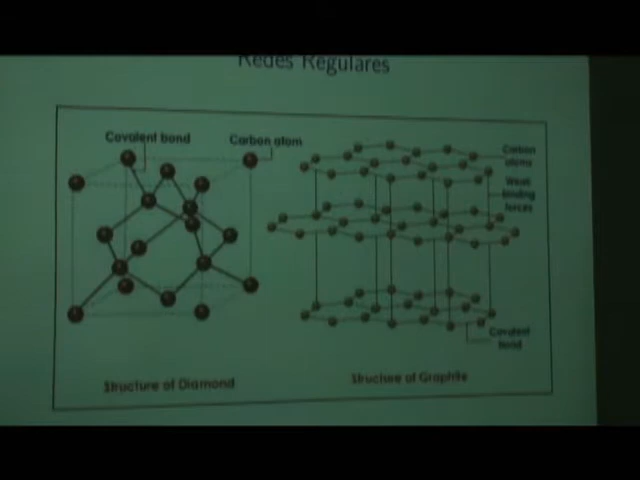 Redes Regulares
Covalent bond
Carbon atom
Carbon
atoms
Weak
binding
forces
Covalent
bond
Structure of Diamond
Structure of Graphite